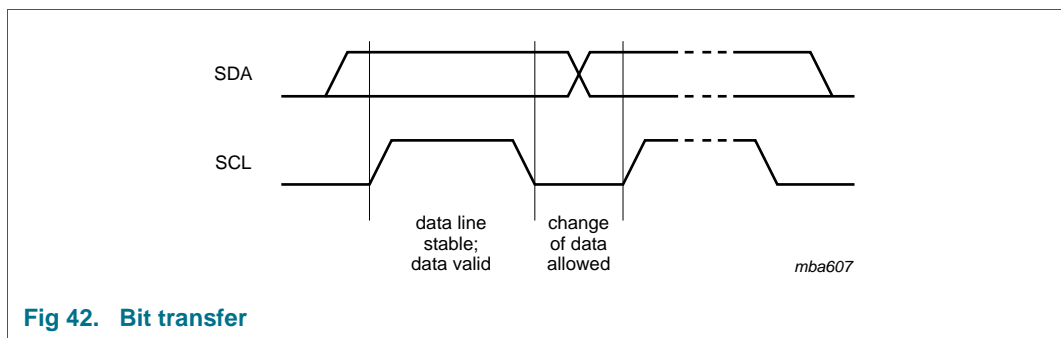 SDA
SCL
data line
stable;
data valid
change
of data
allowed
mba607
Fig 42. Bit transfer